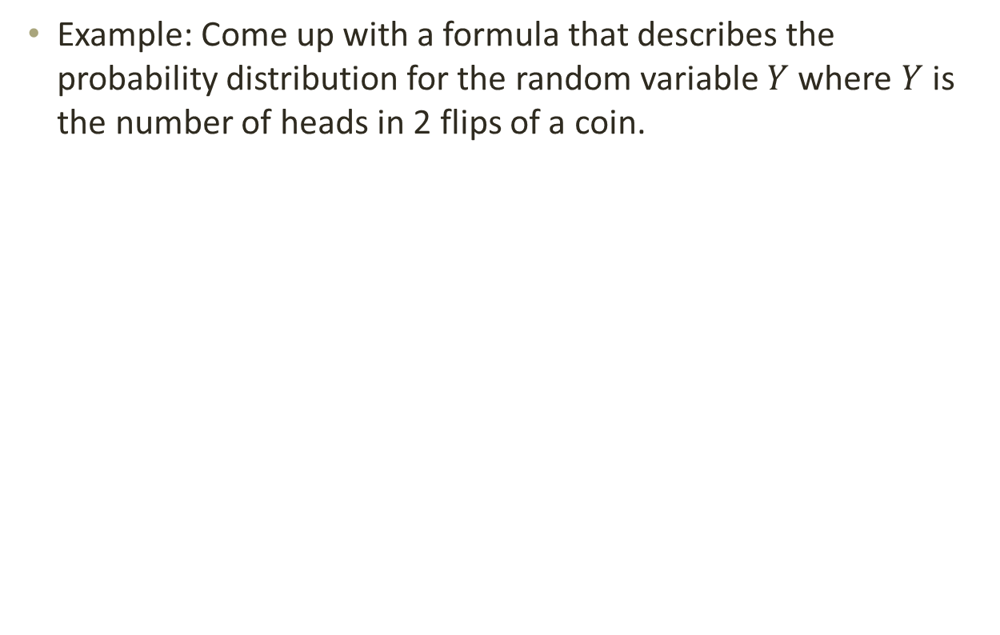 • Example: Come up with a formula that describes the
probability distribution for the random variable Y where Y is
the number of heads in 2 flips of a coin.